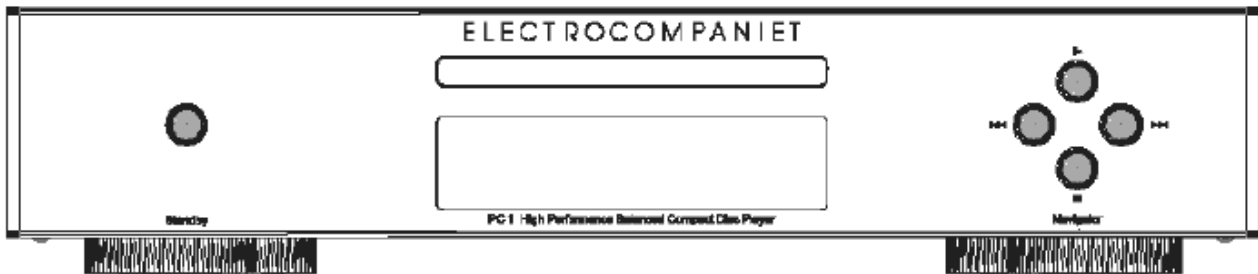 ELECTROCOMPANIET
Standby
PC 1 High Performance Balanced Compact Disc Player
Navigator